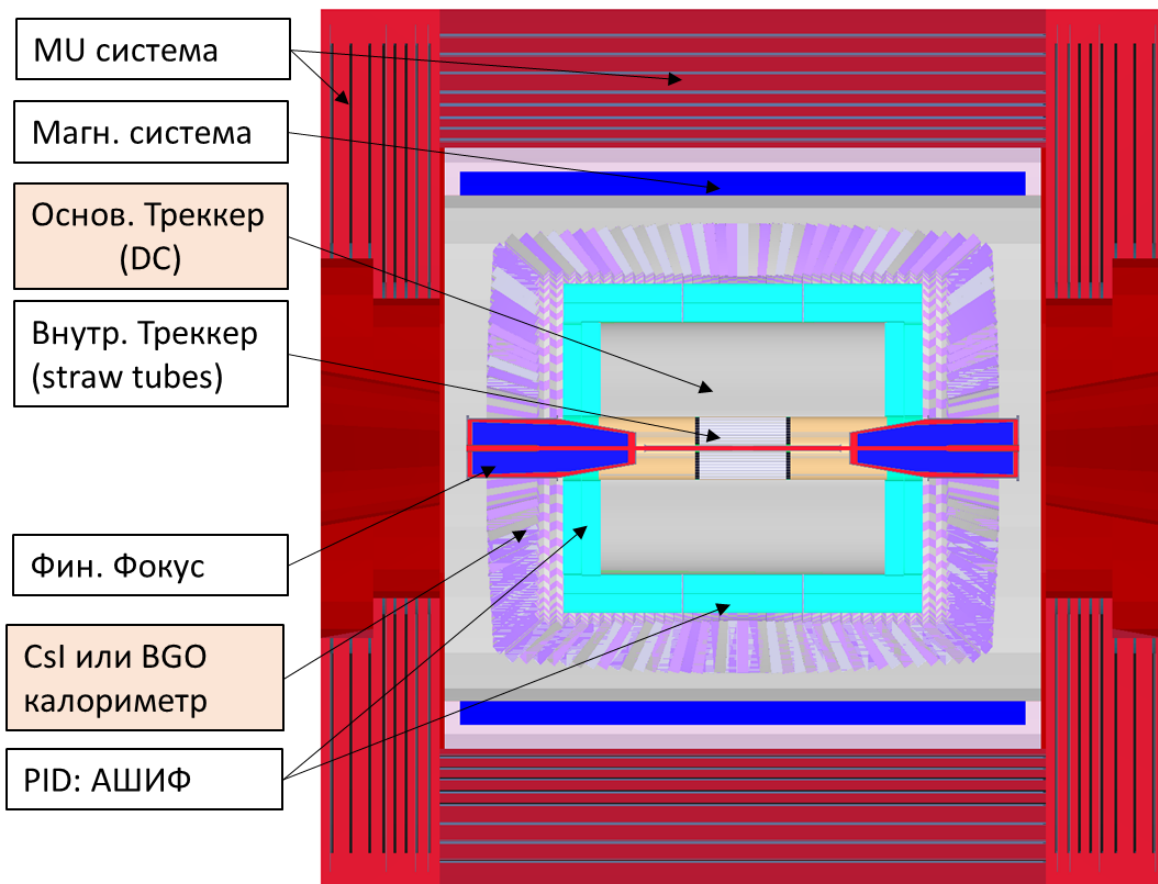 MU система
Магн. система
Основ. Треккер
(DC)
Внутр. Треккер
(straw tubes)
Фин. Фокус
CsI или BGO
калориметр
PID: АШИФ